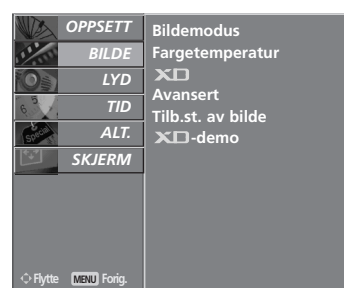 OPPSETT
BILDE
LYD
TID
ALT.
SKJERM
Flytte MENU Forig.
Bildemodus
Fargetemperatur
XD
Avansert
Tilb.st. av bilde
XD-demo